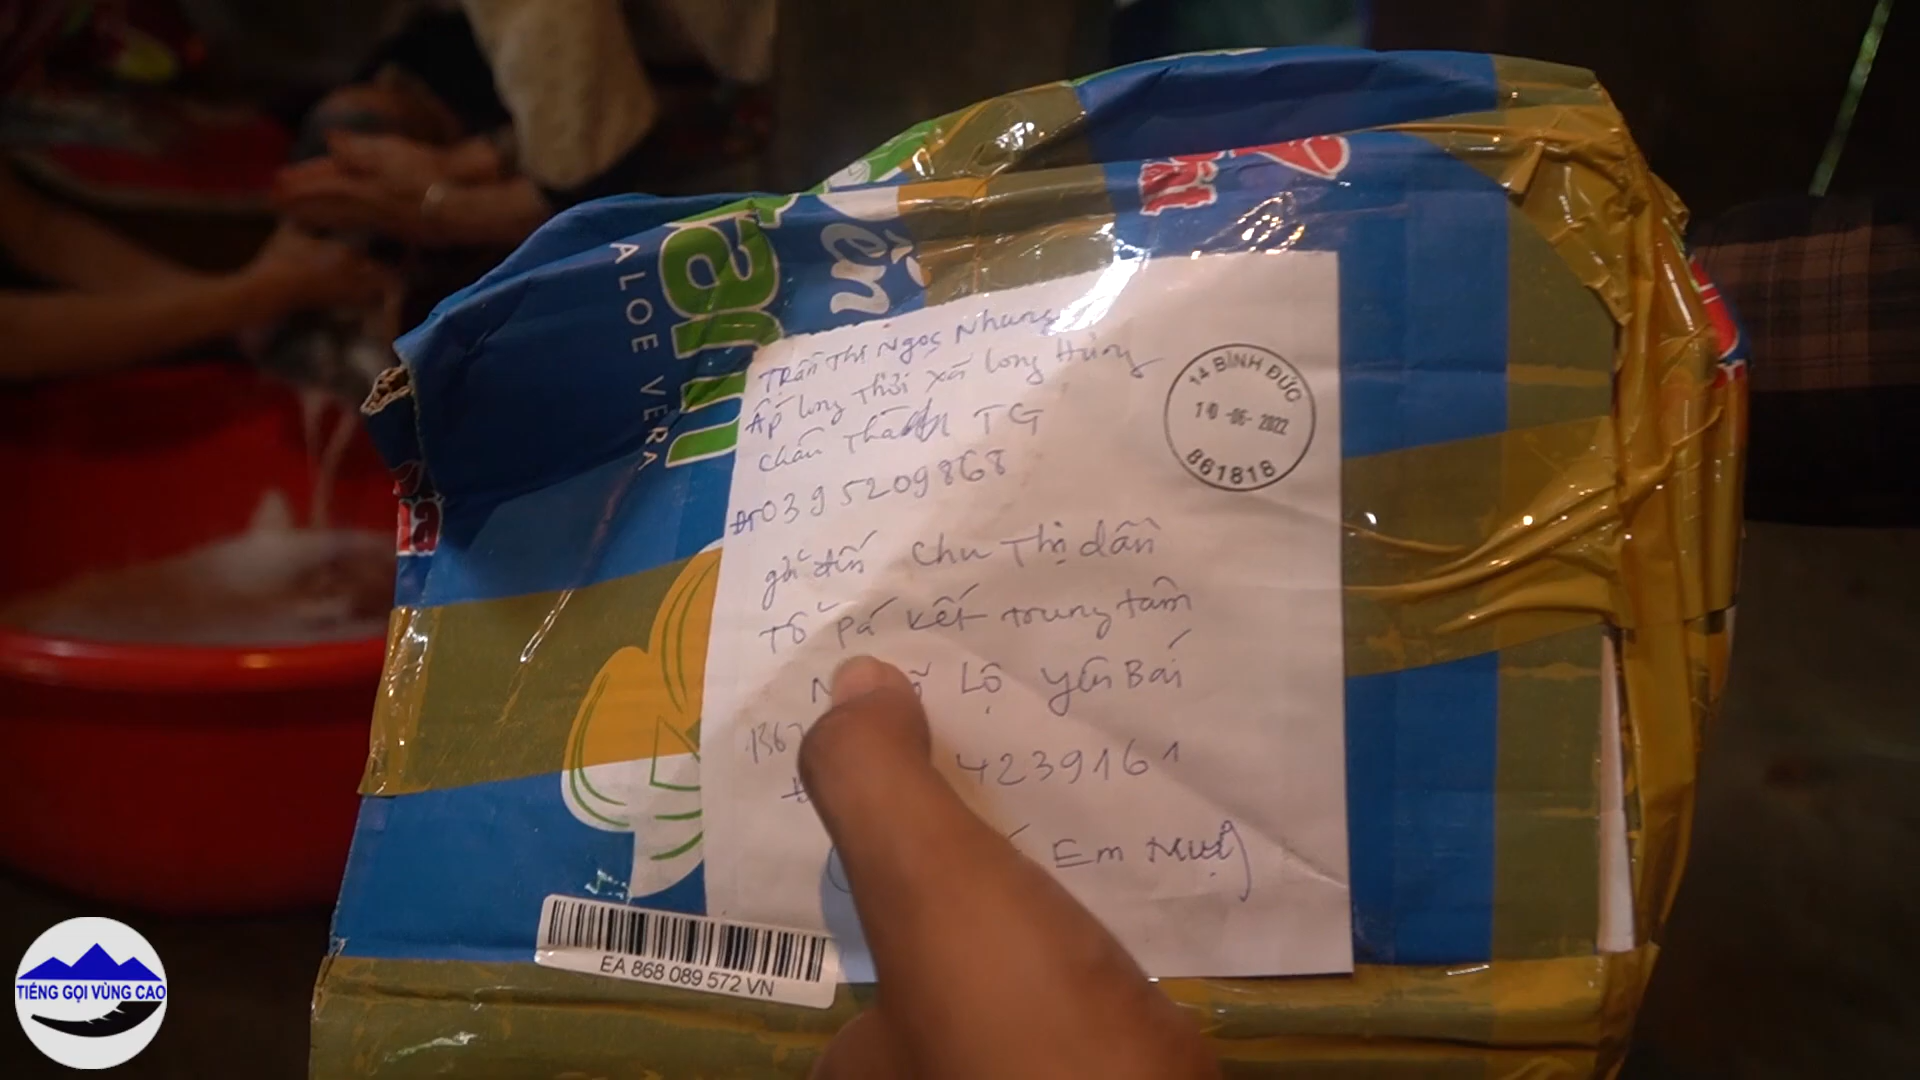 Trần Thị Ngọc Nhung
Ấp Long Thới xã Long Hưng
Châu Thành TG
ĐT 0395209868
gửi đến Chu Thị dần
Tổ Pá Kết trung tâm
Lộ Yên Bái
4239161
Em
14 BÌNH ĐỨC
10-06-2022
861818
ALOE VERA
EA 868 089 572 VN
TIẾNG GỌI VÙNG CAO